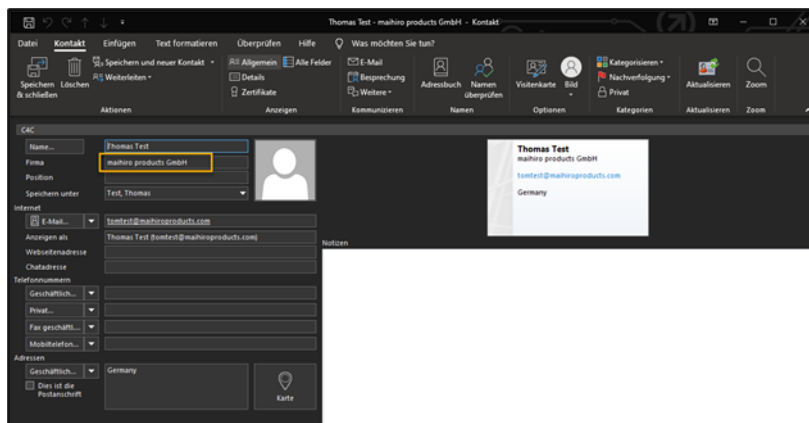 Thomas Test - maihiro products GmbH - Kontakt
Datei Kontakt Einfügen Text formatieren Überprüfen Hilfe Was möchten Sie tun?
Speichern & schließen
Löschen
Speichern und neuer Kontakt
Weiterleiten
Aktionen
Allgemein
Details
Zertifikate
Alle Felder
Anzeigen
E-Mail
Besprechung
Weitere
Kommunizieren
Adressbuch
Namen überprüfen
Namen
Visitenkarte
Bild
Optionen
Kategorisieren
Nachverfolgung
Privat
Kategorien
Aktualisieren
Aktualisieren
Zoom
Zoom
C4C
Name... Thomas Test
Firma maihiro products GmbH
Position
Speichern unter Test, Thomas
Internet
E-Mail... tomtest@maihiroproducts.com
Anzeigen als Thomas Test (tomtest@maihiroproducts.com)
Webseitenadresse
Chatadresse
Telefonnummern
Geschäftlich...
Privat...
Fax geschäftli...
Mobiltelefon...
Adressen
Geschäftlich... Germany
Dies ist die
Postanschrift
Karte
Thomas Test
maihiro products GmbH
tomtest@maihiroproducts.com
Germany
Notizen